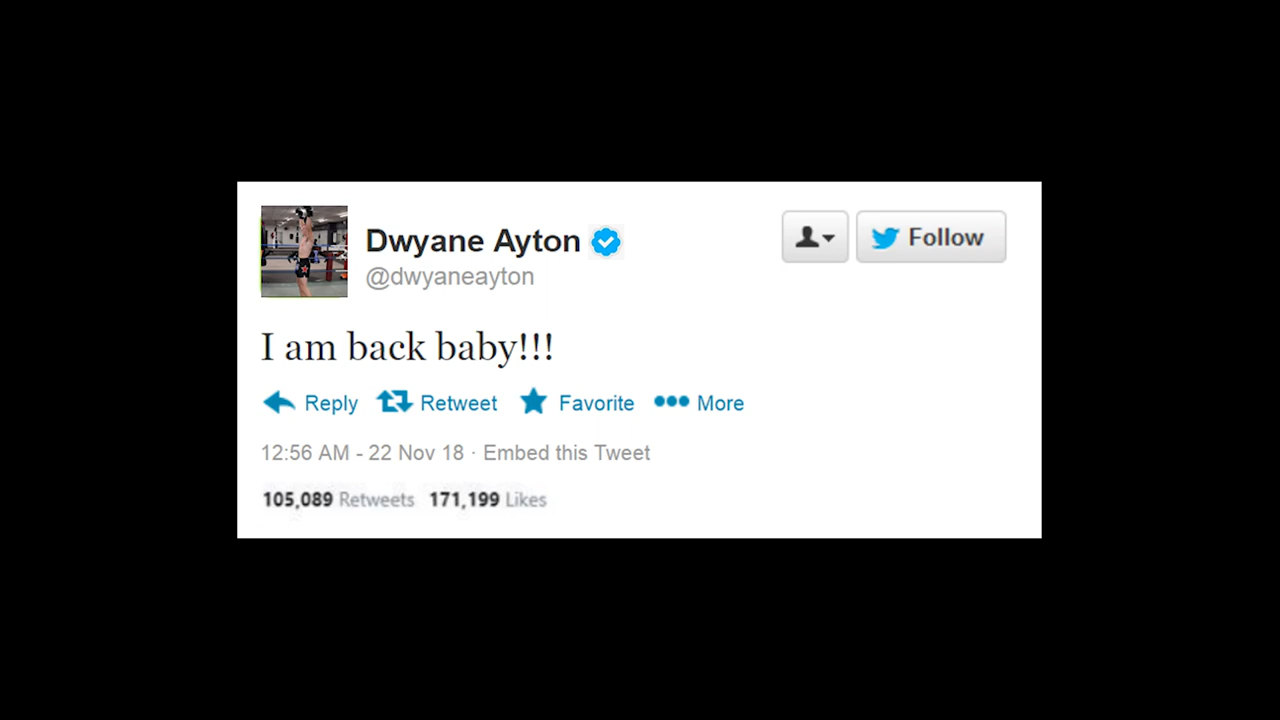 Dwyane Ayton
@dwyaneayton
Follow
I am back baby!!!
Reply Retweet Favorite More
12:56 AM - 22 Nov 18 · Embed this Tweet
105,089 Retweets 171,199 Likes